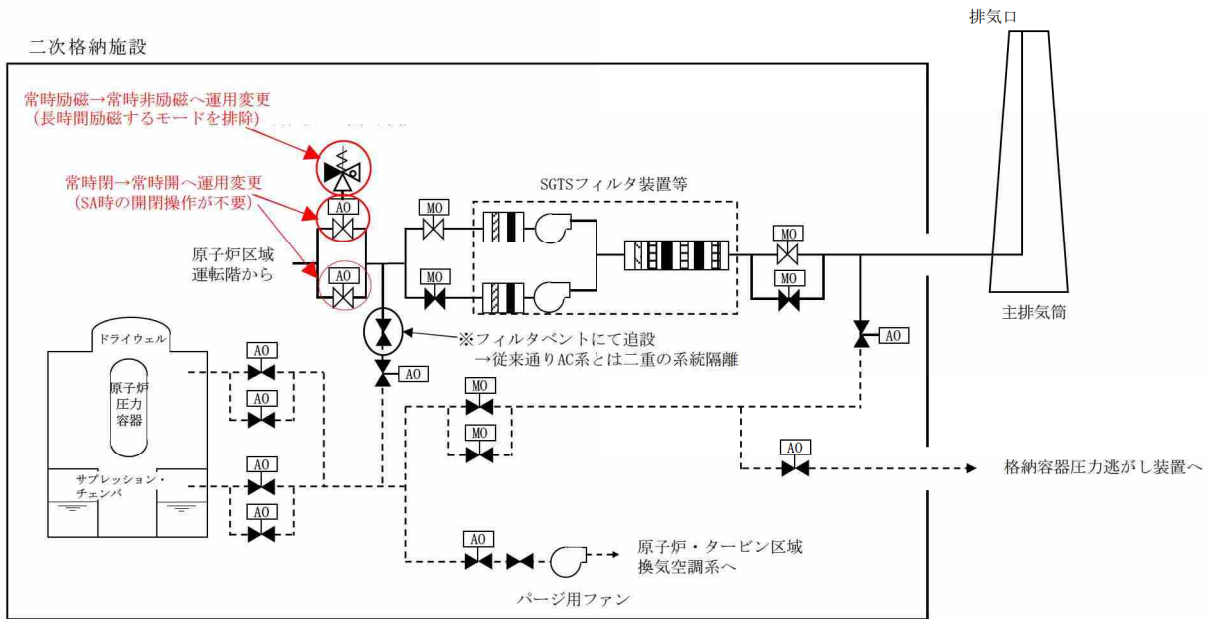 排気口
二次格納施設
常時励磁→常時非励磁へ運用変更
(長時間励磁するモードを排除)
常時閉→常時開へ運用変更
(SA時の開閉操作が不要)
AO
AO
原子炉区域
運転階から
MO
MO
SGTSフィルタ装置等
MO
MO
主排気筒
※フィルタベントにて追設
→従来通りAC系とは二重の系統隔離
AO
AO
ドライウェル
原子炉
圧力
容器
サプレッション・
チェンバ
AO
AO
AO
AO
MO
MO
AO
格納容器圧力逃がし装置へ
AO
原子炉・タービン区域
換気空調系へ
パージ用ファン